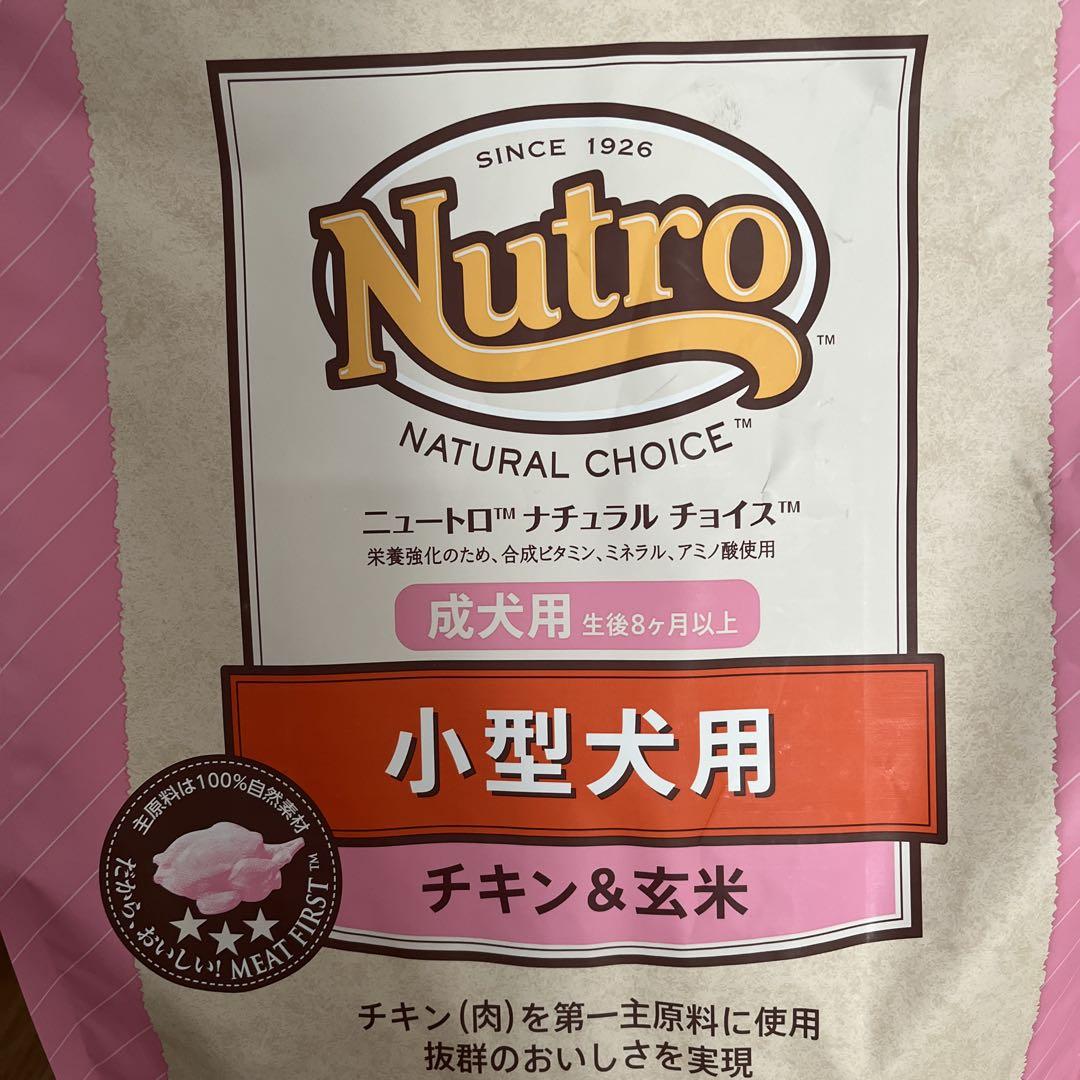 SINCE 1926
Nutro™
NATURAL CHOICE™
ニュートロ™ ナチュラル チョイス™
栄養強化のため、合成ビタミン、ミネラル、アミノ酸使用
成犬用 生後8ヶ月以上
小型犬用
チキン&玄米
主原料は100%自然素材
だから、おいしい! MEAT FIRST™
チキン(肉)を第一主原料に使用
抜群のおいしさを実現